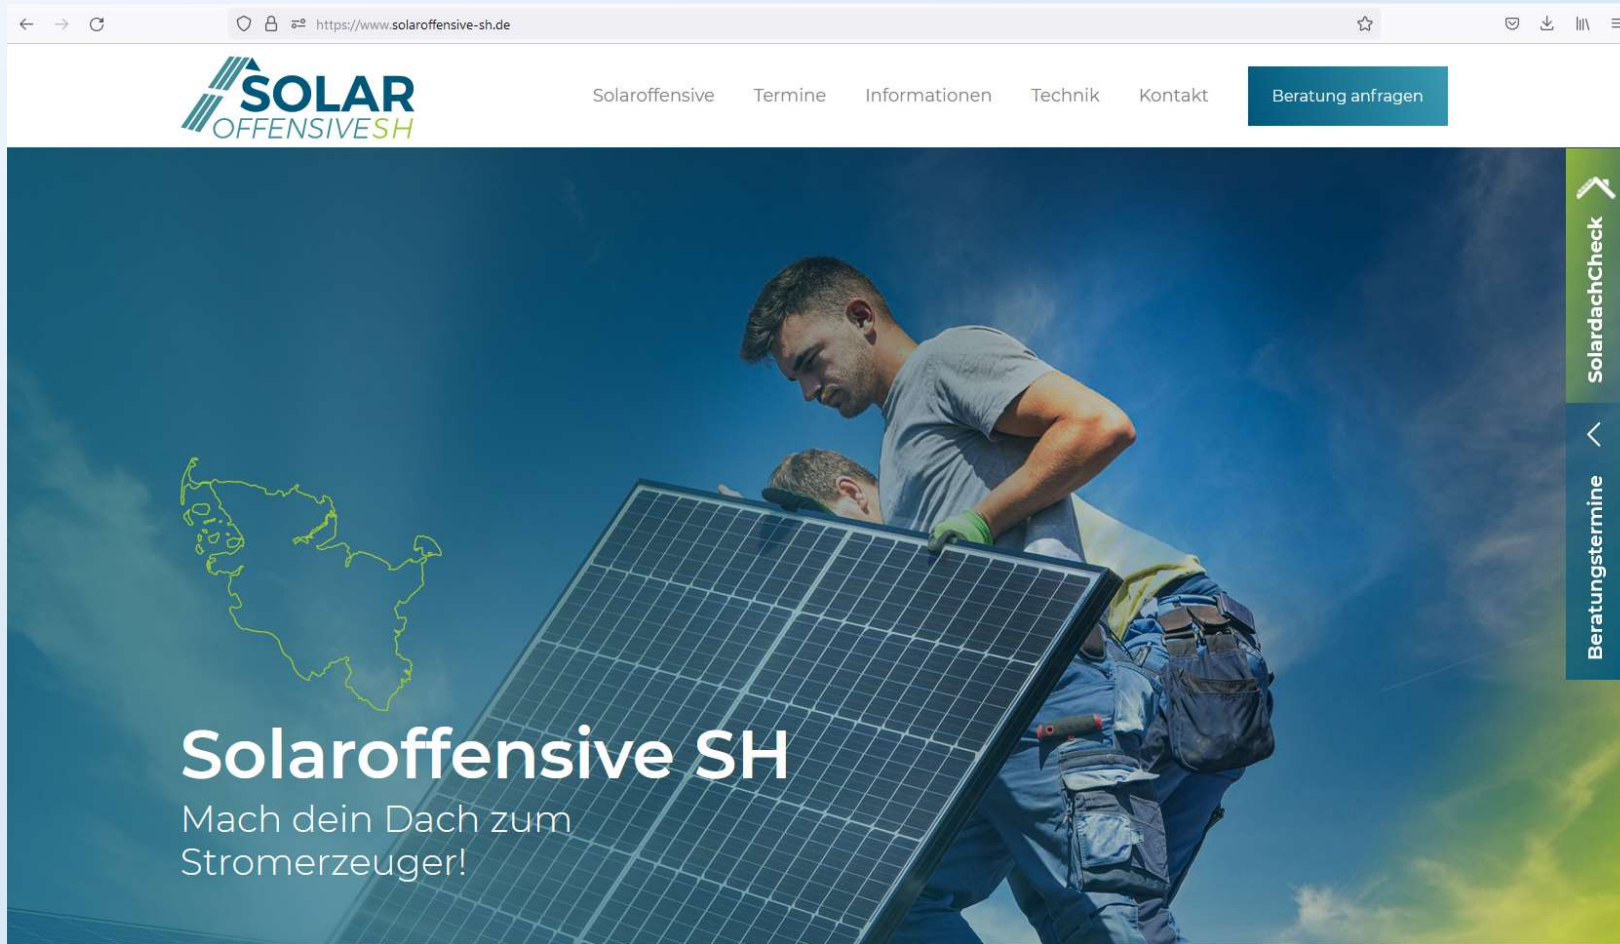 https://www.solaroffensive-sh.de
SOLAR
OFFENSIVESH
Solaroffensive Termine Informationen Technik Kontakt Beratung anfragen
SolardachCheck
Beratungstermine
Solaroffensive SH
Mach dein Dach zum
Stromerzeuger!